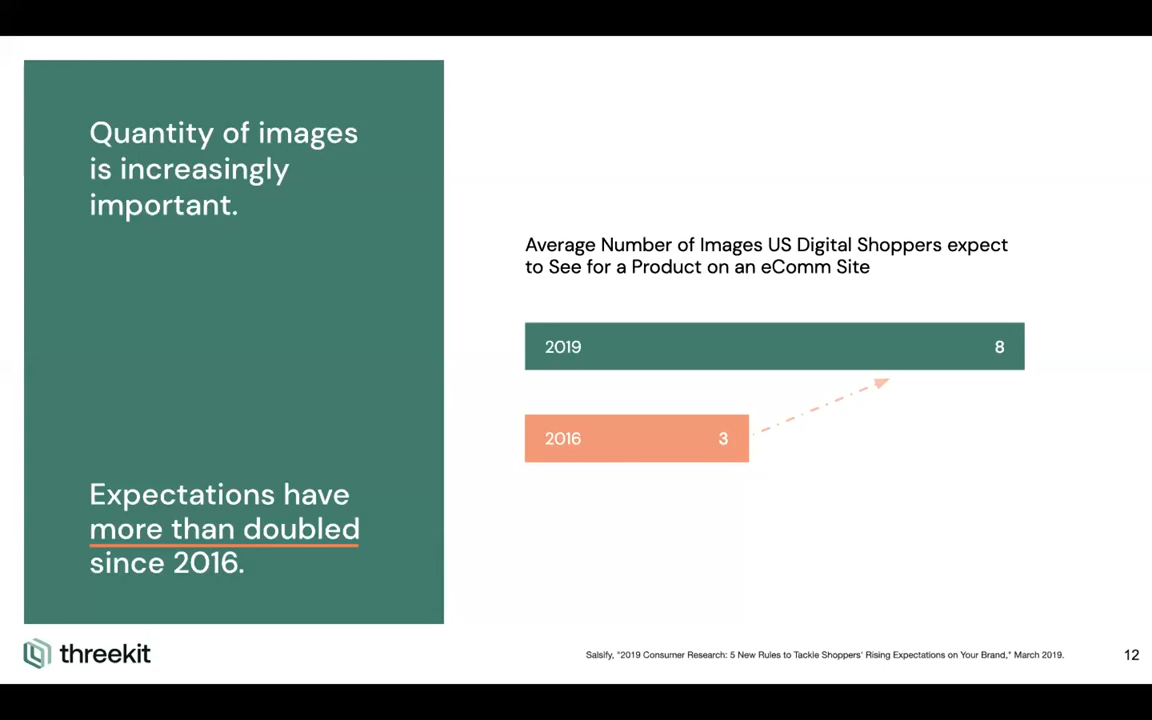 Quantity of images
is increasingly
important.
Expectations have
more than doubled
since 2016.
Average Number of Images US Digital Shoppers expect
to See for a Product on an eComm Site
2019 8
2016 3
threekit
Salsify, "2019 Consumer Research: 5 New Rules to Tackle Shoppers' Rising Expectations on Your Brand," March 2019.
12